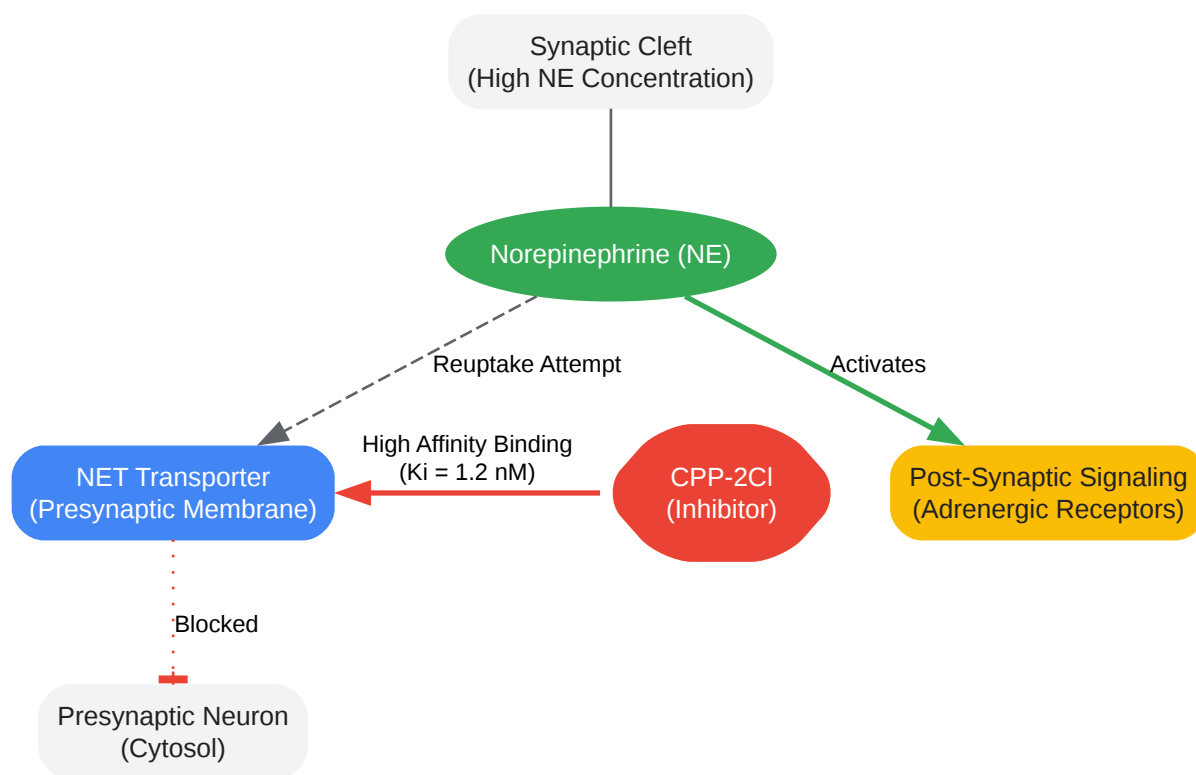 Synaptic Cleft
(High NE Concentration)
Norepinephrine (NE)
Reuptake Attempt
Activates
High Affinity Binding
(Ki = 1.2 nM)
NET Transporter
(Presynaptic Membrane)
CPP-2Cl
(Inhibitor)
Post-Synaptic Signaling
(Adrenergic Receptors)
Blocked
Presynaptic Neuron
(Cytosol)